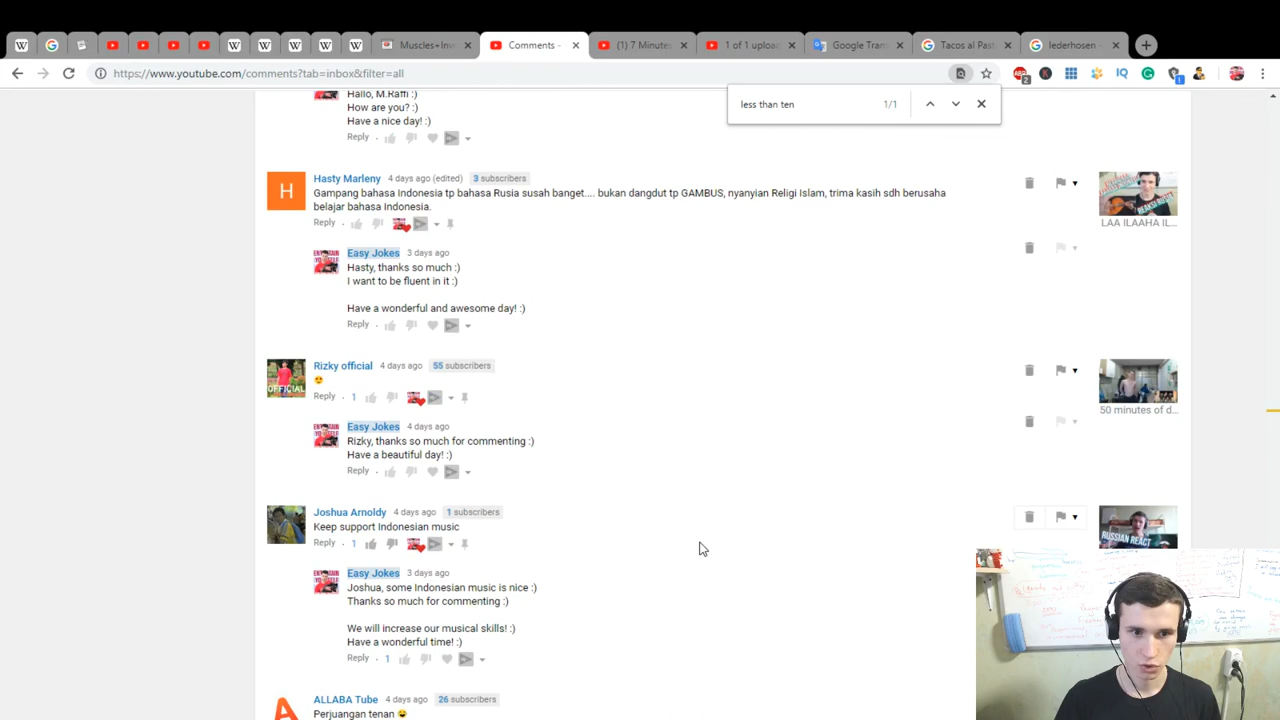 Muscles+Inv
Comments -
(1) 7 Minutes
1 of 1 upload
Google Tran
Tacos al Past
lederhosen -
https://www.youtube.com/comments?tab=inbox&filter=all
less than ten 1/1
Hallo, M.Raffi :)
How are you? :)
Have a nice day! :)
Reply
Hasty Marleny 4 days ago (edited) 3 subscribers
Gampang bahasa Indonesia tp bahasa Rusia susah banget.... bukan dangdut tp GAMBUS, nyanyian Religi Islam, trima kasih sdh berusaha
belajar bahasa Indonesia.
Reply
LAA ILAAHA IL...
Easy Jokes 3 days ago
Hasty, thanks so much :)
I want to be fluent in it :)
Have a wonderful and awesome day! :)
Reply
Rizky official 4 days ago 55 subscribers
😍
Reply 1
OFFICIAL
50 minutes of d...
Easy Jokes 4 days ago
Rizky, thanks so much for commenting :)
Have a beautiful day! :)
Reply
Joshua Arnoldy 4 days ago 1 subscribers
Keep support Indonesian music
Reply 1
RUSSIAN REACT
Easy Jokes 3 days ago
Joshua, some Indonesian music is nice :)
Thanks so much for commenting :)
We will increase our musical skills! :)
Have a wonderful time! :)
Reply 1
ALLABA Tube 4 days ago 26 subscribers
Perjuangan tenan 😄